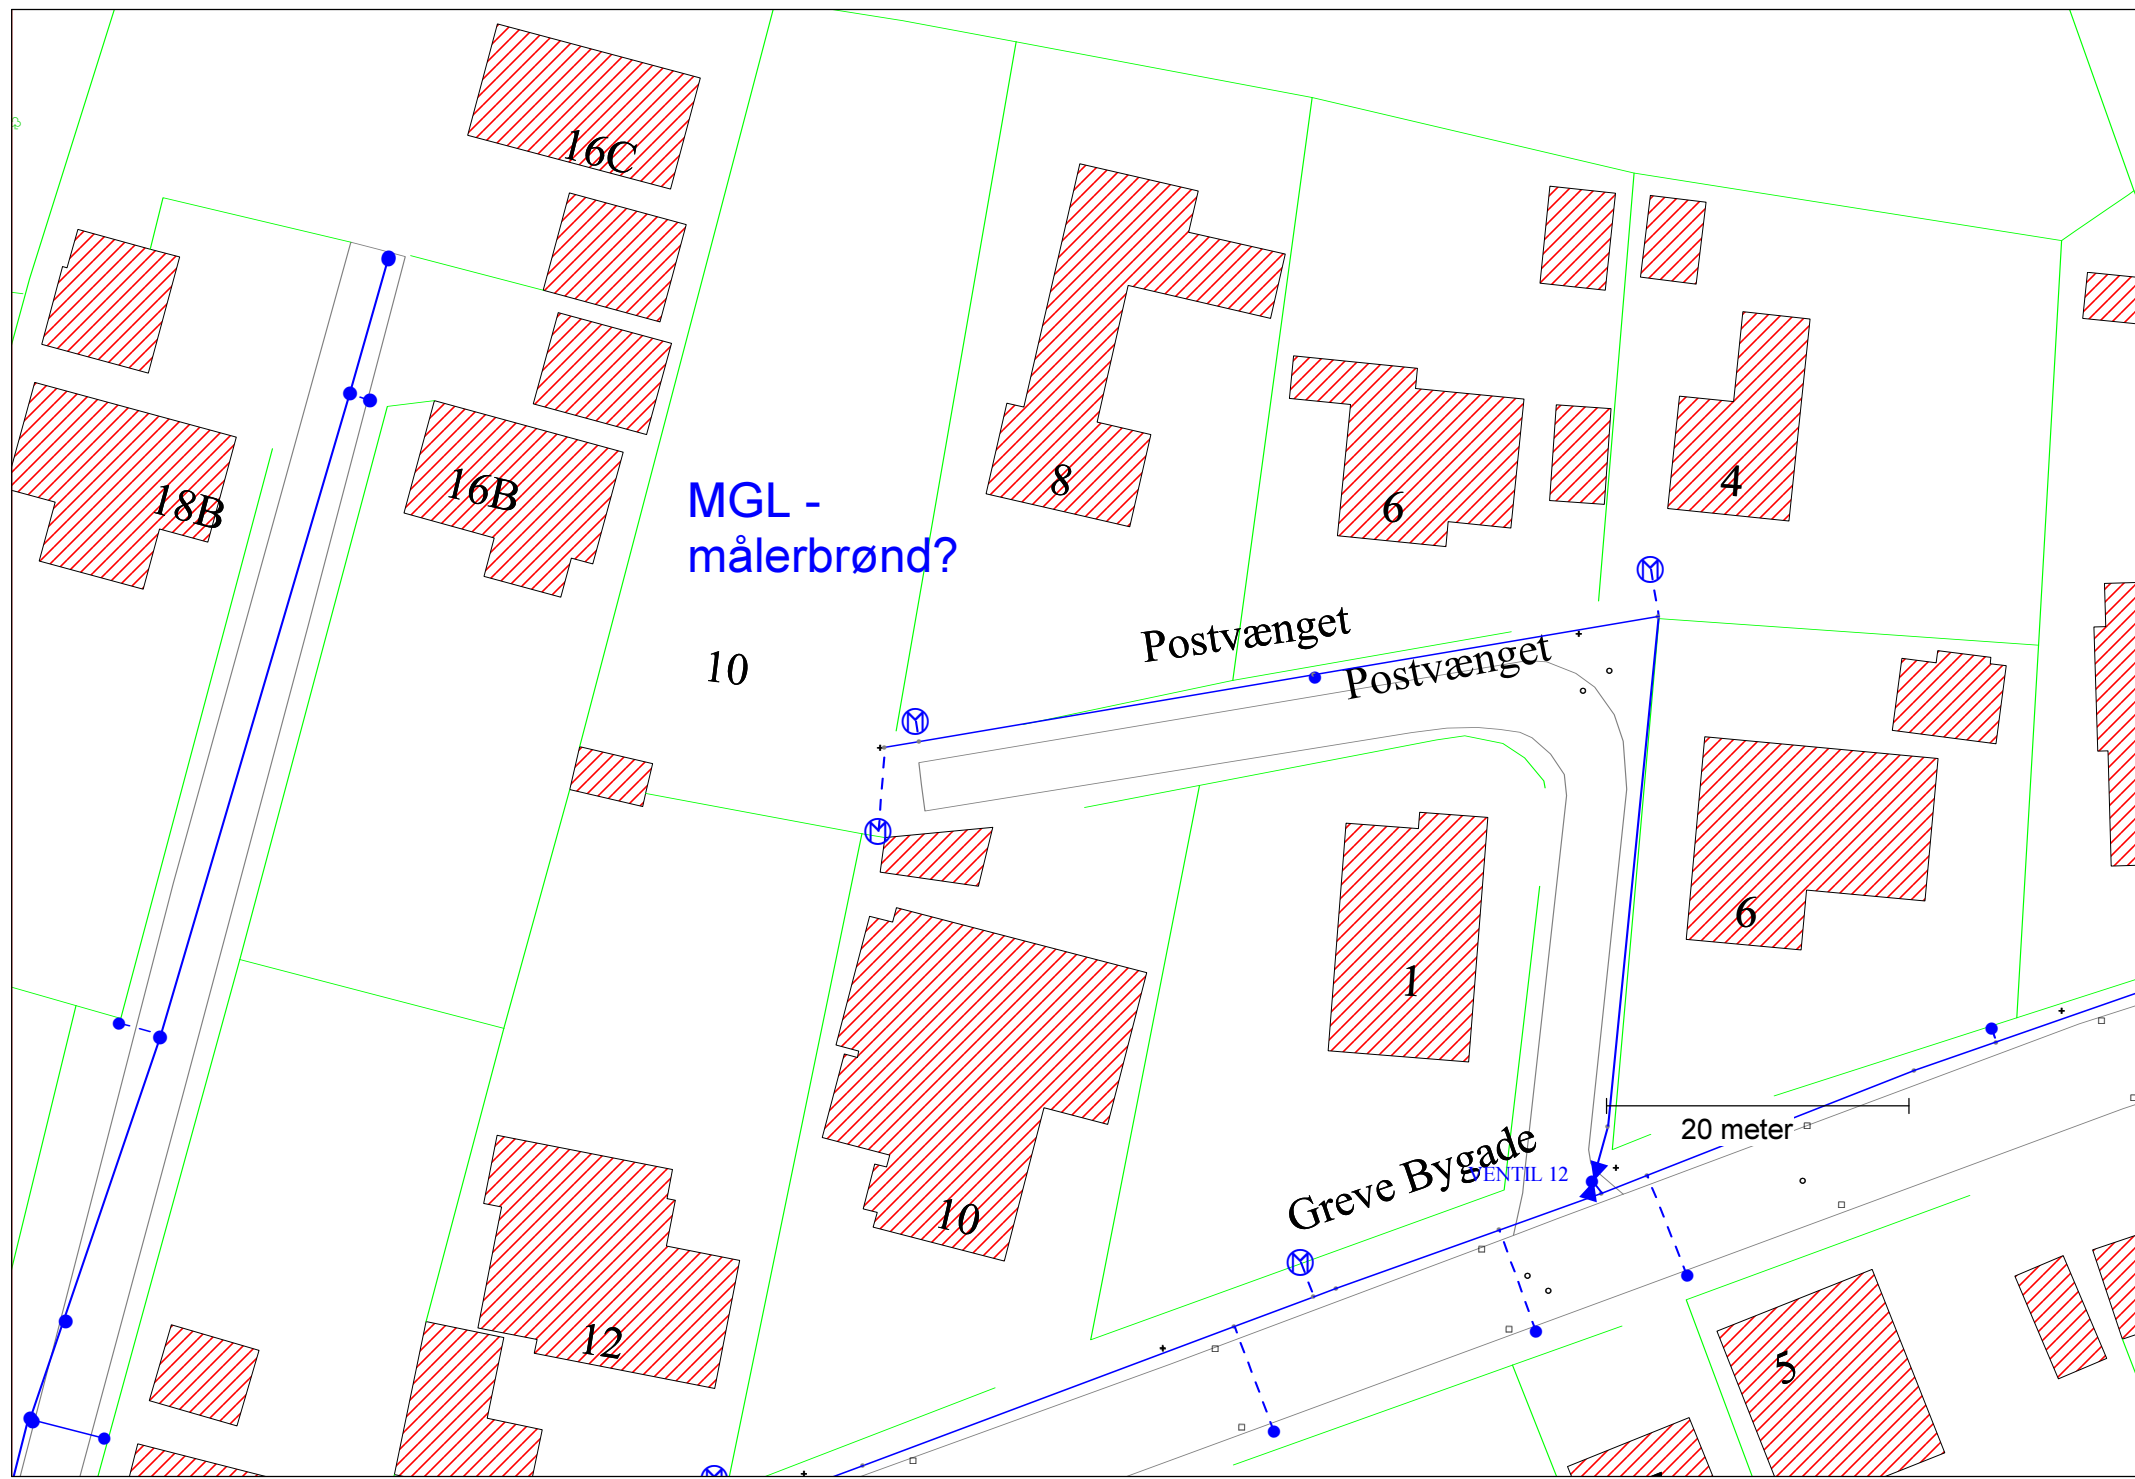 16C
18B
16B
MGL -
målerbrønd?
8
6
4
10
Postvænget
Postvænget
6
1
10
20 meter
Greve Bygade
VENTIL 12
12
5